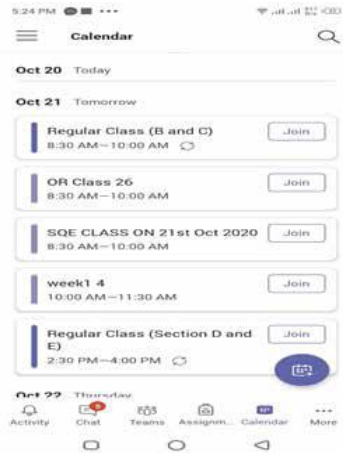 5:24 PM
Calendar
Oct 20 Today
Oct 21 Tomorrow
Regular Class (B and C)
Join
8:30 AM–10:00 AM
OR Class 26
Join
8:30 AM–10:00 AM
SQE CLASS ON 21st Oct 2020
Join
8:30 AM–10:00 AM
week1 4
Join
10:00 AM–11:30 AM
Regular Class (Section D and
E)
Join
2:30 PM–4:00 PM
Oct 22 Thursday
Activity Chat Teams Assignm... Calendar More